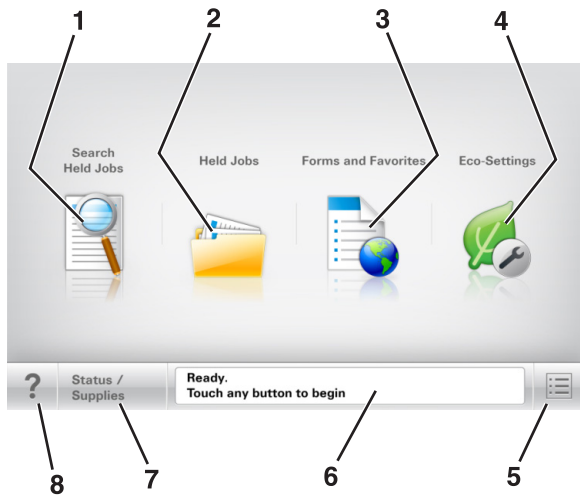 1
2
3
4
Search
Held Jobs
Held Jobs
Forms and Favorites
Eco-Settings
?
Status /
Supplies
Ready.
Touch any button to begin
8
7
6
5